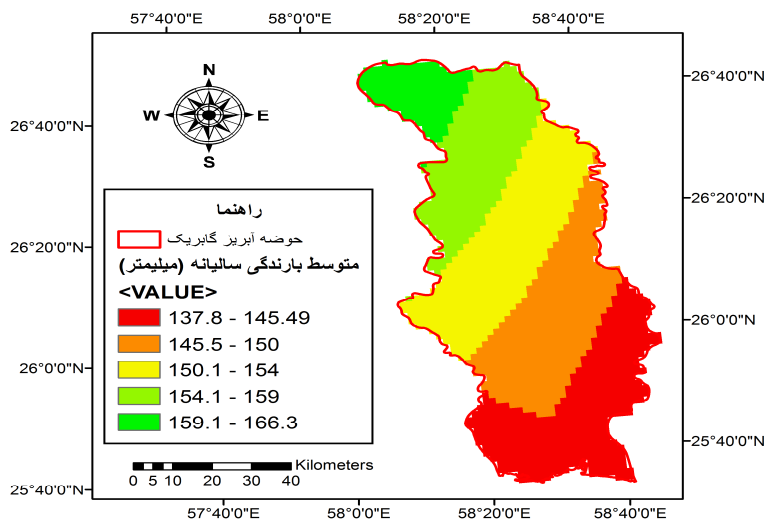 57°40'0"E 58°0'0"E 58°20'0"E 58°40'0"E
26°40'0"N
26°20'0"N
26°0'0"N
25°40'0"N
26°40'0"N
26°20'0"N
26°0'0"N
25°40'0"N
N
W E
S
راهنما
حوضه آبریز گابریک
متوسط بارندگی سالیانه (میلیمتر)
<VALUE>
137.8 - 145.49
145.5 - 150
150.1 - 154
154.1 - 159
159.1 - 166.3
Kilometers
0 5 10 20 30 40
57°40'0"E 58°0'0"E 58°20'0"E 58°40'0"E